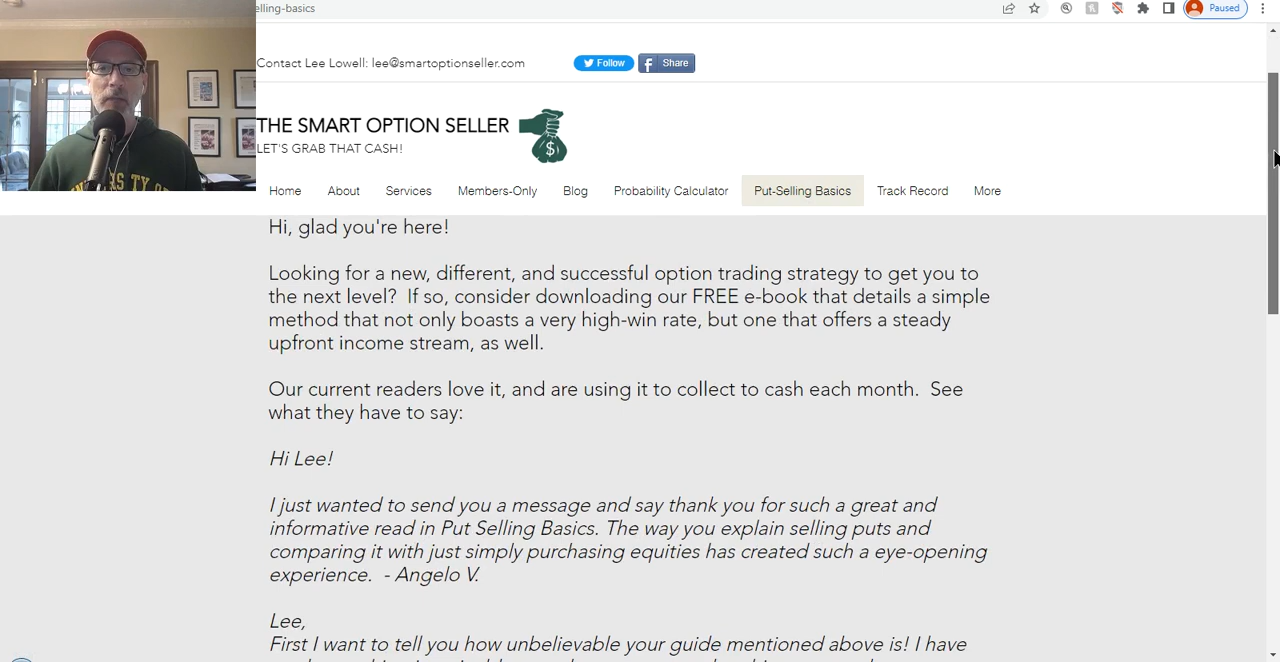 elling-basics
Paused
Contact Lee Lowell: lee@smartoptionseller.com
Follow
f Share
THE SMART OPTION SELLER
LET'S GRAB THAT CASH!
$
Home About Services Members-Only Blog Probability Calculator Put-Selling Basics Track Record More
Hi, glad you're here!
Looking for a new, different, and successful option trading strategy to get you to
the next level? If so, consider downloading our FREE e-book that details a simple
method that not only boasts a very high-win rate, but one that offers a steady
upfront income stream, as well.
Our current readers love it, and are using it to collect to cash each month. See
what they have to say:
Hi Lee!
I just wanted to send you a message and say thank you for such a great and
informative read in Put Selling Basics. The way you explain selling puts and
comparing it with just simply purchasing equities has created such a eye-opening
experience. - Angelo V.
Lee,
First I want to tell you how unbelievable your guide mentioned above is! I have